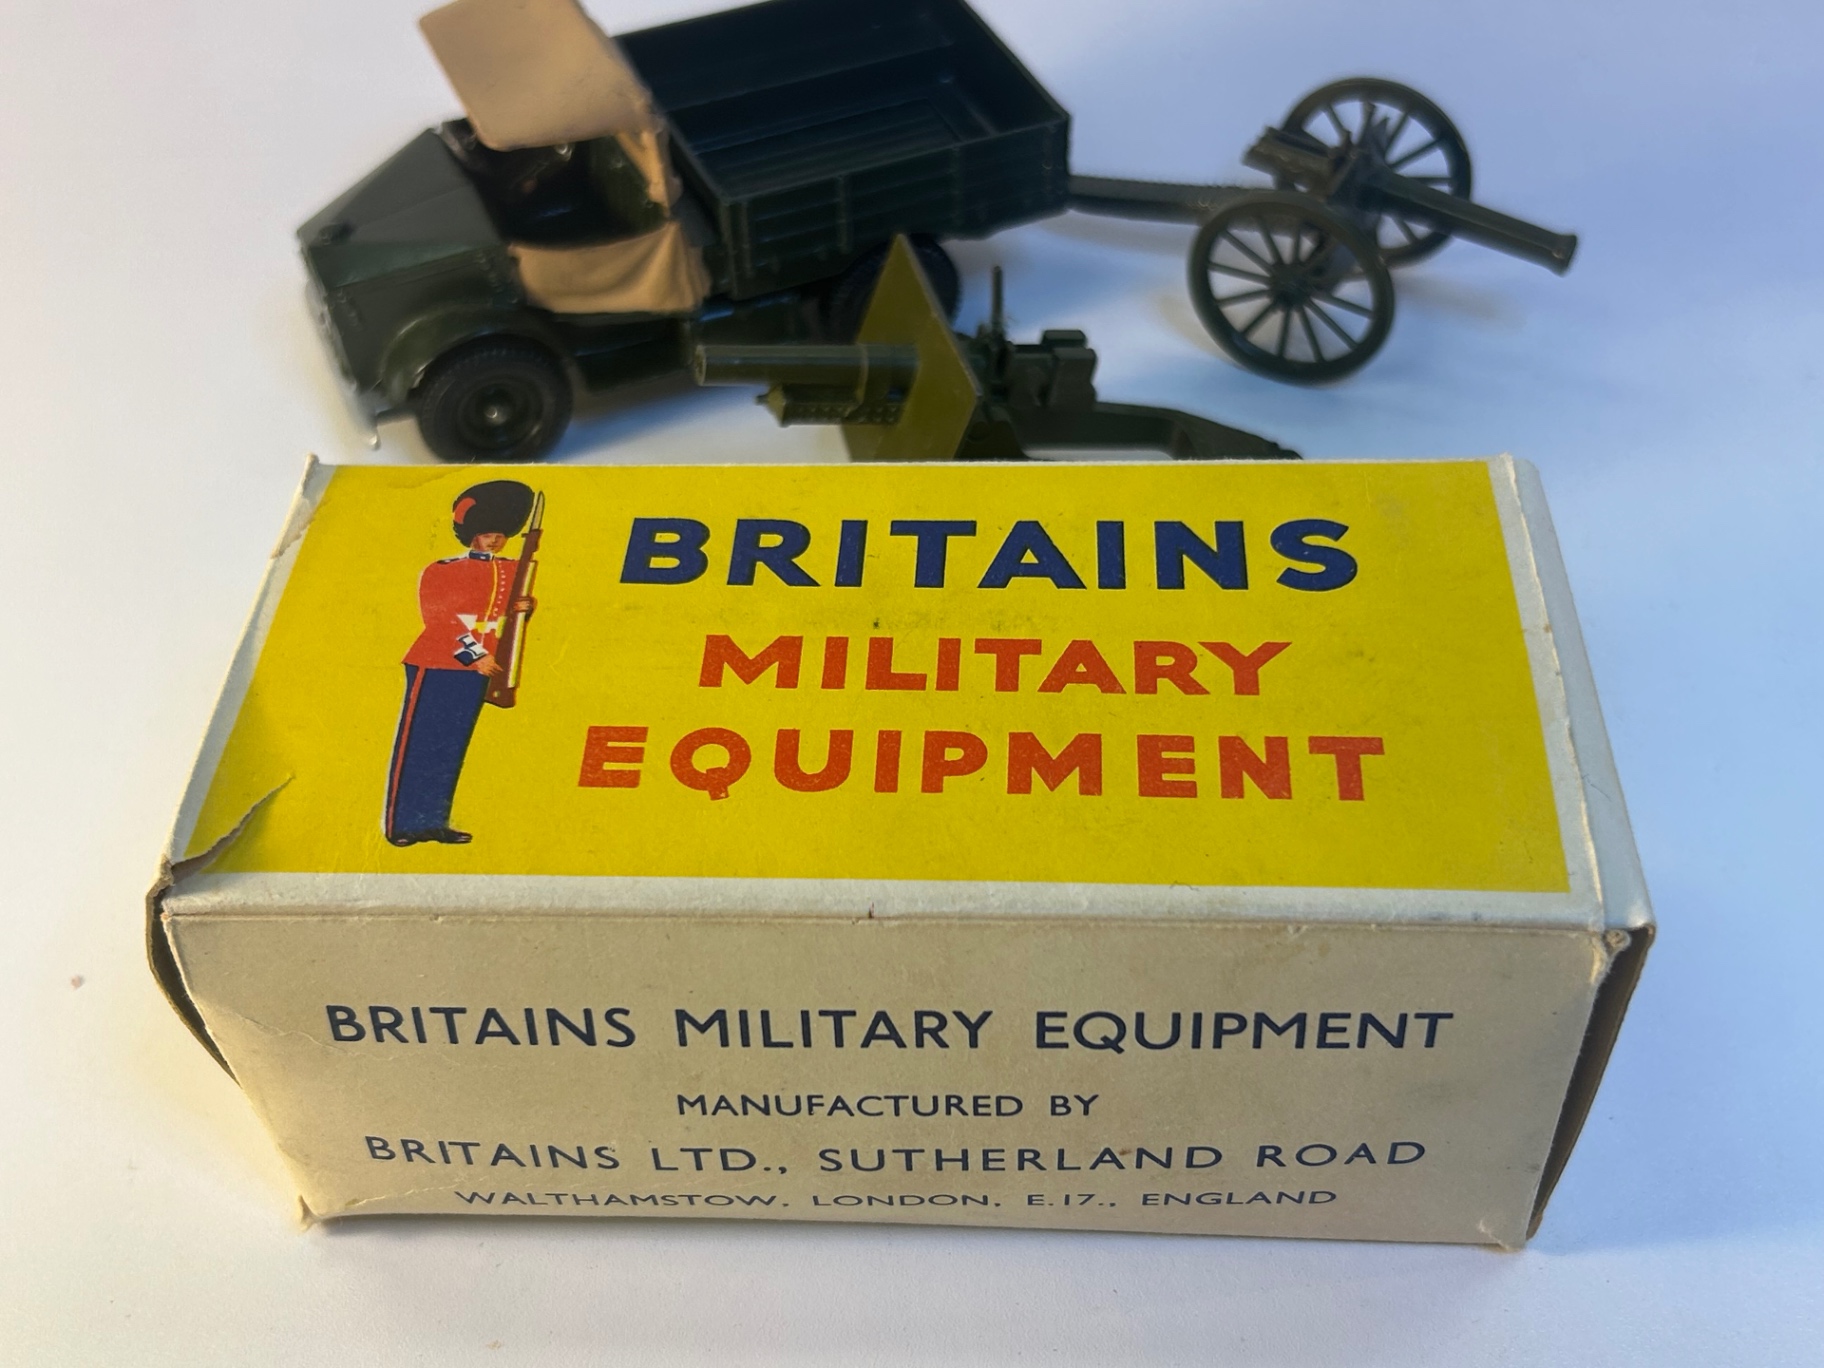 BRITAINS
MILITARY
EQUIPMENT
BRITAINS MILITARY EQUIPMENT
MANUFACTURED BY
BRITAINS LTD., SUTHERLAND ROAD
WALTHAMSTOW, LONDON, E.17., ENGLAND